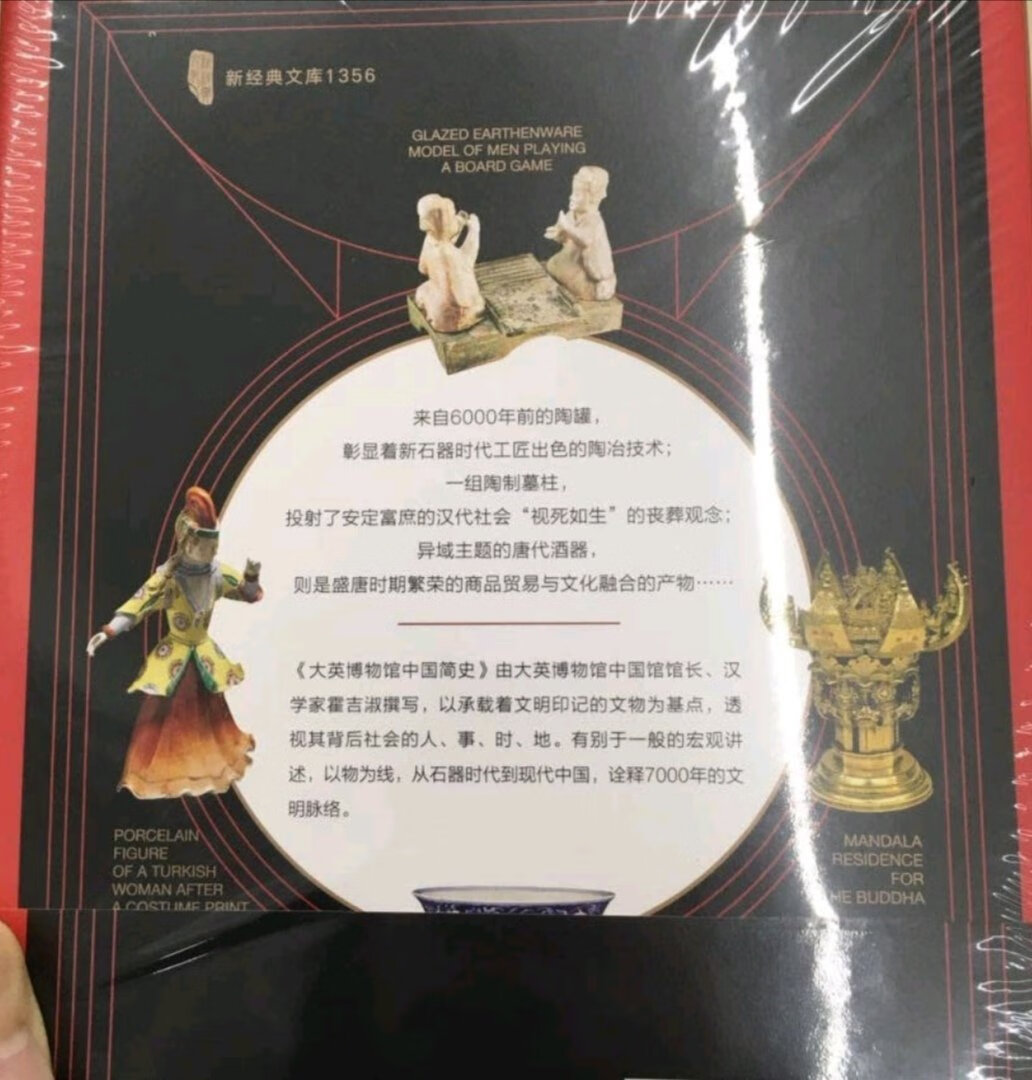 新经典文库1356
GLAZED EARTHENWARE
MODEL OF MEN PLAYING
A BOARD GAME
来自6000年前的陶罐，
彰显着新石器时代工匠出色的陶冶技术；
一组陶制墓柱，
投射了安定富庶的汉代社会“视死如生”的丧葬观念；
异域主题的唐代酒器，
则是盛唐时期繁荣的商品贸易与文化融合的产物……
《大英博物馆中国简史》由大英博物馆中国馆馆长、汉
学家霍吉淑撰写，以承载着文明印记的文物为基点，透
视其背后社会的人、事、时、地。有别于一般的宏观讲
述，以物为线，从石器时代到现代中国，诠释7000年的文
明脉络。
PORCELAIN
FIGURE
OF A TURKISH
WOMAN AFTER
A COSTUME PRINT
MANDALA
RESIDENCE
FOR
THE BUDDHA